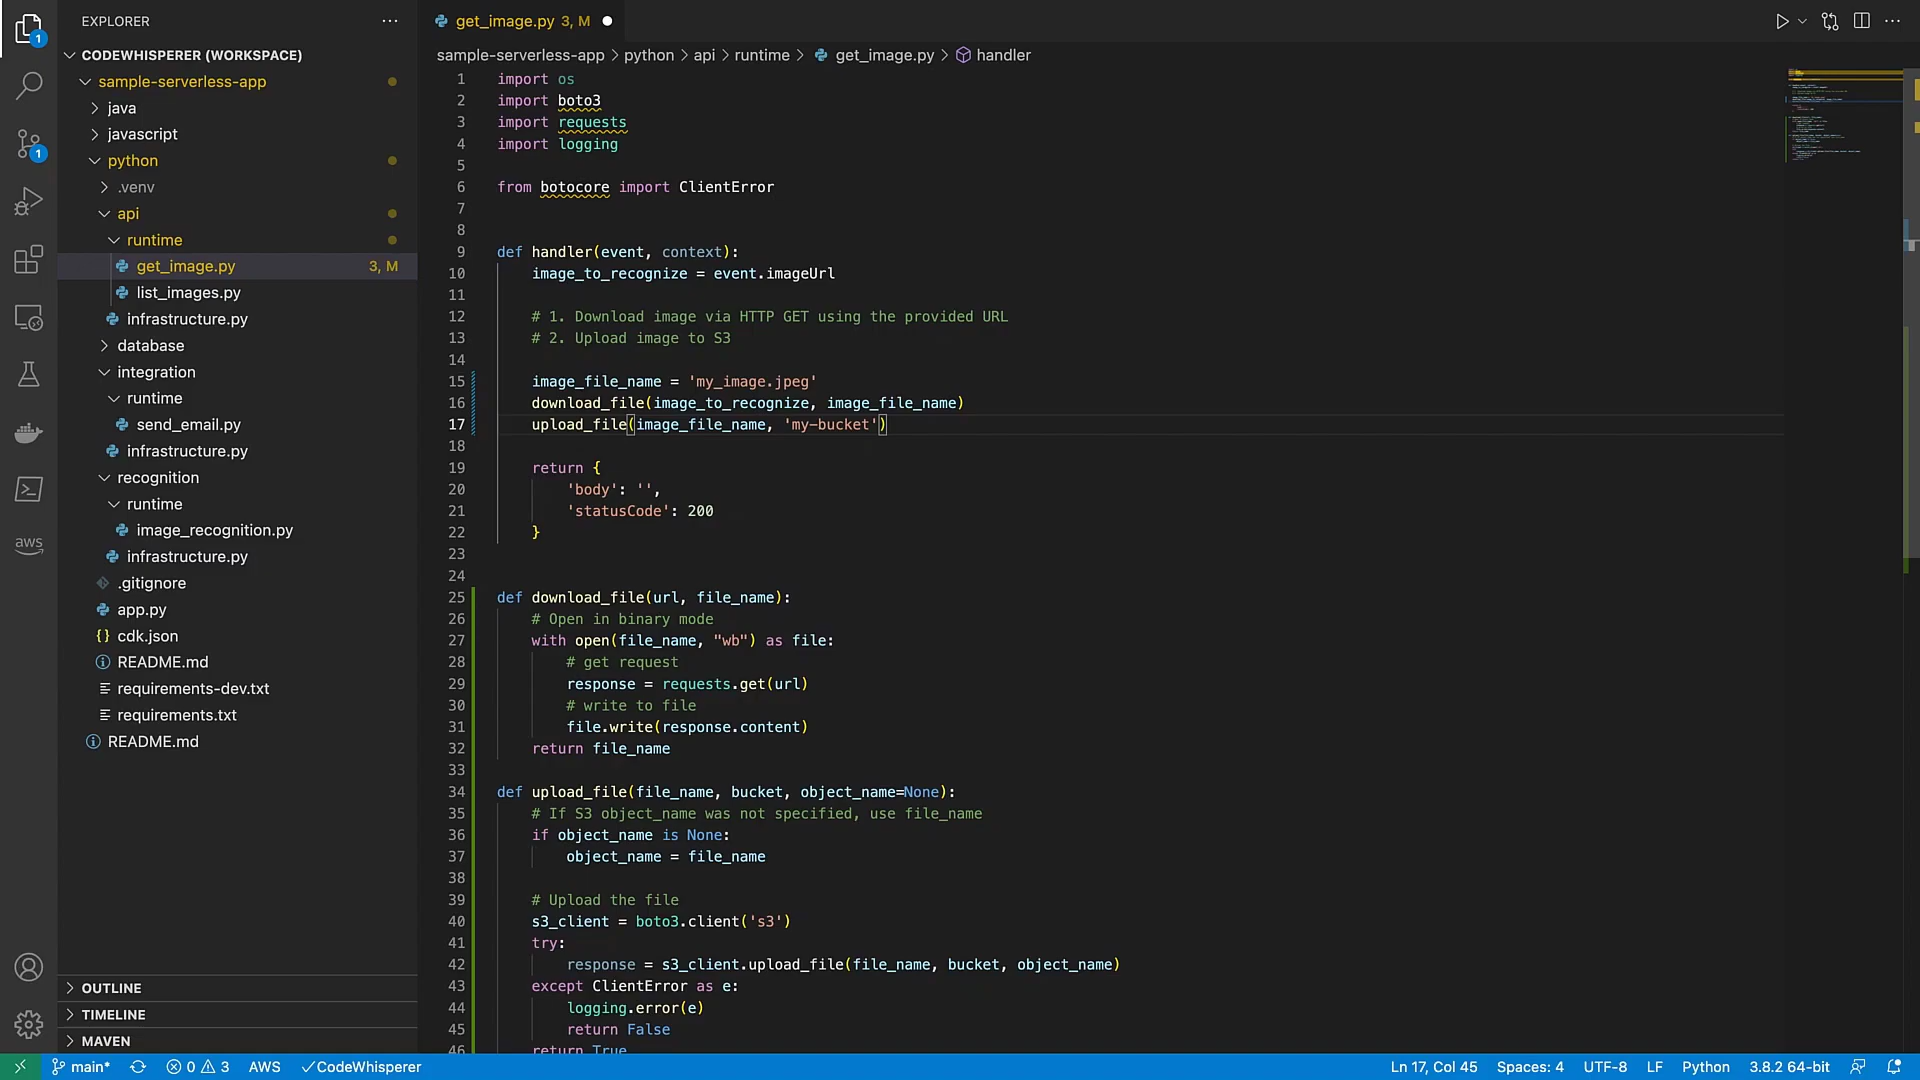 EXPLORER
CODEWHISPERER (WORKSPACE)
sample-serverless-app
java
javascript
python
.venv
api
runtime
get_image.py 3, M
list_images.py
infrastructure.py
database
integration
runtime
send_email.py
infrastructure.py
recognition
runtime
image_recognition.py
infrastructure.py
.gitignore
app.py
cdk.json
README.md
requirements-dev.txt
requirements.txt
README.md
OUTLINE
TIMELINE
MAVEN
1
1
aws
get_image.py 3, M
sample-serverless-app > python > api > runtime > get_image.py > handler
1 import os
2 import boto3
3 import requests
4 import logging
5
6 from botocore import ClientError
7
8
9 def handler(event, context):
10 image_to_recognize = event.imageUrl
11
12 # 1. Download image via HTTP GET using the provided URL
13 # 2. Upload image to S3
14
15 image_file_name = 'my_image.jpeg'
16 download_file(image_to_recognize, image_file_name)
17 upload_file(image_file_name, 'my-bucket')
18
19 return {
20 'body': '',
21 'statusCode': 200
22 }
23
24
25 def download_file(url, file_name):
26 # Open in binary mode
27 with open(file_name, "wb") as file:
28 # get request
29 response = requests.get(url)
30 # write to file
31 file.write(response.content)
32 return file_name
33
34 def upload_file(file_name, bucket, object_name=None):
35 # If S3 object_name was not specified, use file_name
36 if object_name is None:
37 object_name = file_name
38
39 # Upload the file
40 s3_client = boto3.client('s3')
41 try:
42 response = s3_client.upload_file(file_name, bucket, object_name)
43 except ClientError as e:
44 logging.error(e)
45 return False
46 return True
main* 0 3 AWS ✓CodeWhisperer Ln 17, Col 45 Spaces: 4 UTF-8 LF Python 3.8.2 64-bit